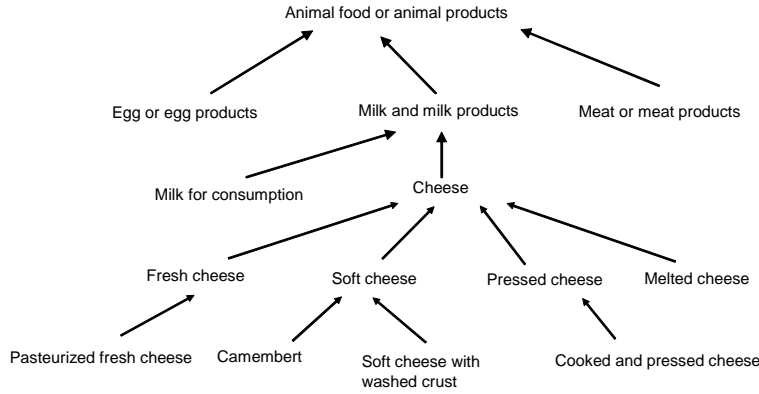 Animal food or animal products
Egg or egg products
Milk and milk products
Meat or meat products
Milk for consumption
Cheese
Fresh cheese
Soft cheese
Pressed cheese
Melted cheese
Pasteurized fresh cheese
Camembert
Soft cheese with
washed crust
Cooked and pressed cheese